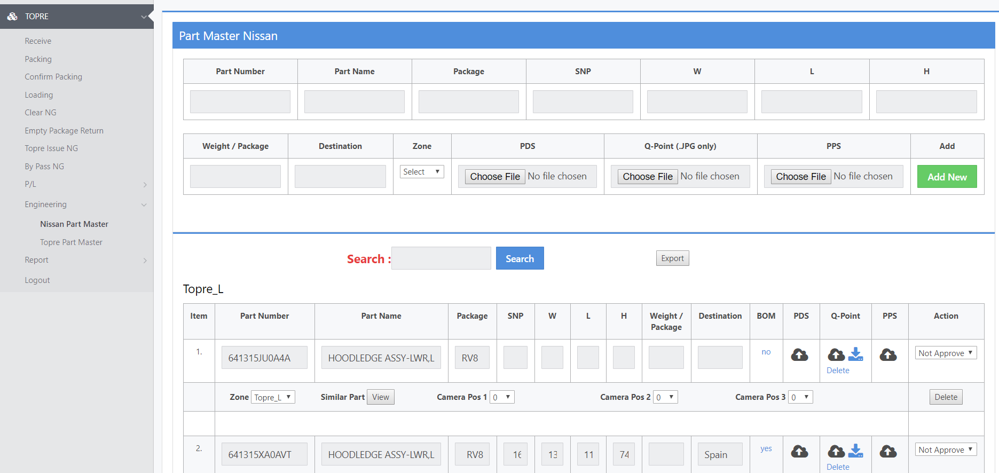 TOPRE
Receive
Packing
Confirm Packing
Loading
Clear NG
Empty Package Return
Topre Issue NG
By Pass NG
P/L
Engineering
Nissan Part Master
Topre Part Master
Report
Logout
Part Master Nissan
Part Number Part Name Package SNP W L H
Weight / Package Destination Zone PDS Q-Point (.JPG only) PPS Add
Select Choose File No file chosen Choose File No file chosen Choose File No file chosen Add New
Search : Search Export
Topre_L
Item Part Number Part Name Package SNP W L H Weight / Package Destination BOM PDS Q-Point PPS Action
1. 641315JU0A4A HOODLEDGE ASSY-LWR,L RV8 no Not Approve
Delete
Zone Topre_L Similar Part View Camera Pos 1 0 Camera Pos 2 0 Camera Pos 3 0 Delete
2. 641315XA0AVT HOODLEDGE ASSY-LWR,L RV8 16 13 11 74 Spain yes Not Approve
Delete